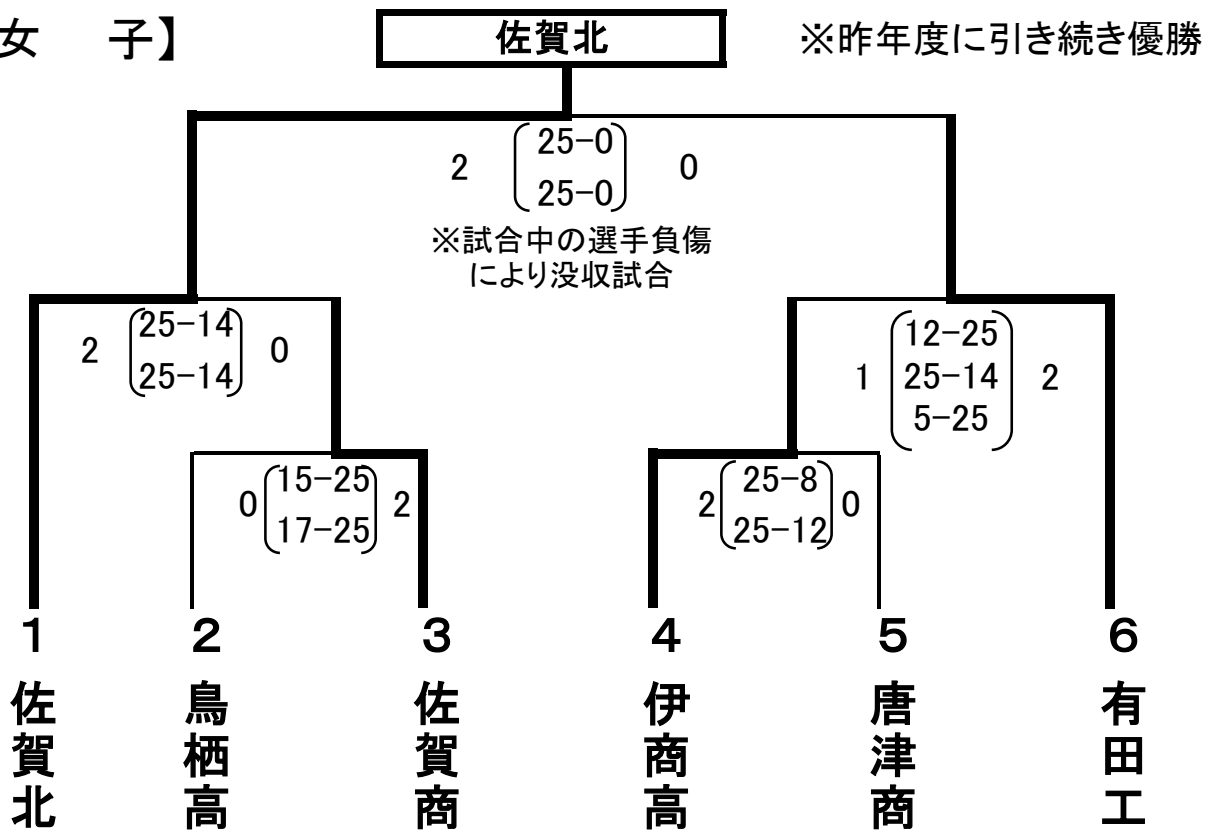 女 子】
佐賀北
※昨年度に引き続き優勝
2
25-0
25-0
0
※試合中の選手負傷
により没収試合
2
25-14
25-14
0
1
12-25
25-14
5-25
2
0
15-25
17-25
2
2
25-8
25-12
0
1 2 3 4 5 6
佐賀北
鳥栖高
佐賀商
伊商高
唐津商
有田工